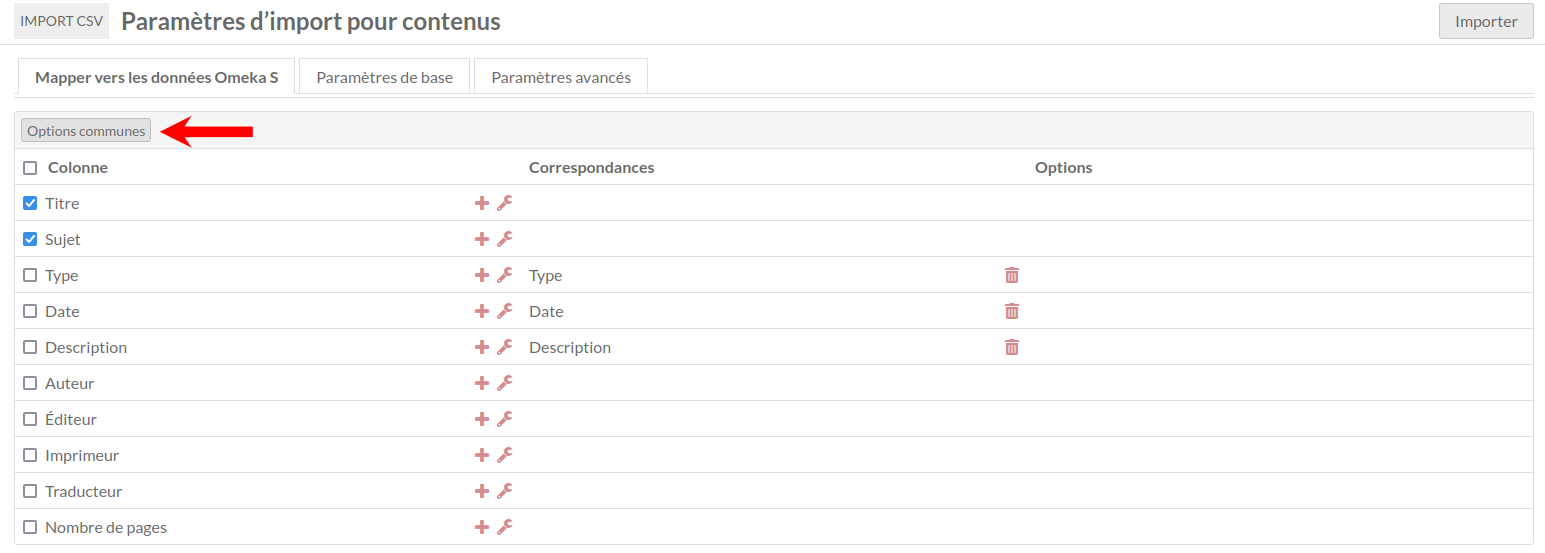 IMPORT CSV Paramètres d’import pour contenus Importer
Mapper vers les données Omeka S Paramètres de base Paramètres avancés
Options communes
Colonne Correspondances Options
Titre
Sujet
Type Type
Date Date
Description Description
Auteur
Éditeur
Imprimeur
Traducteur
Nombre de pages